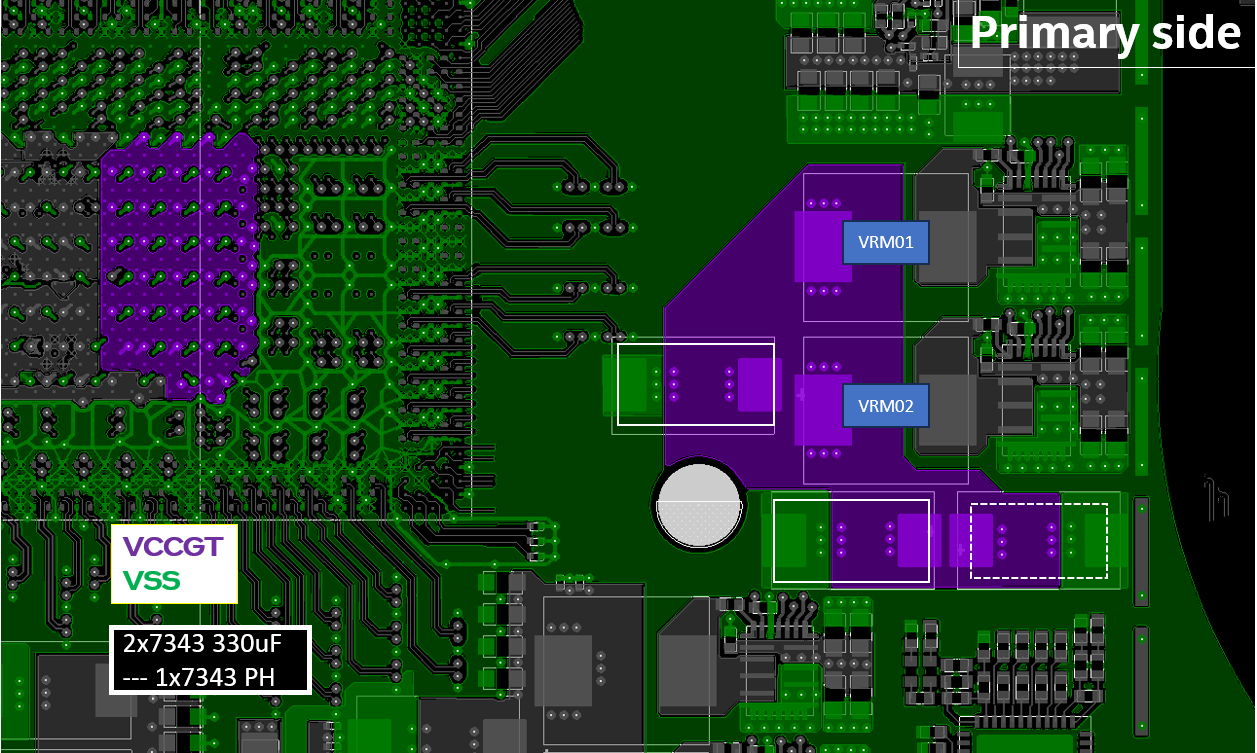 Primary side
VRM01
VRM02
VCCGT
VSS
2x7343 330uF
--- 1x7343 PH